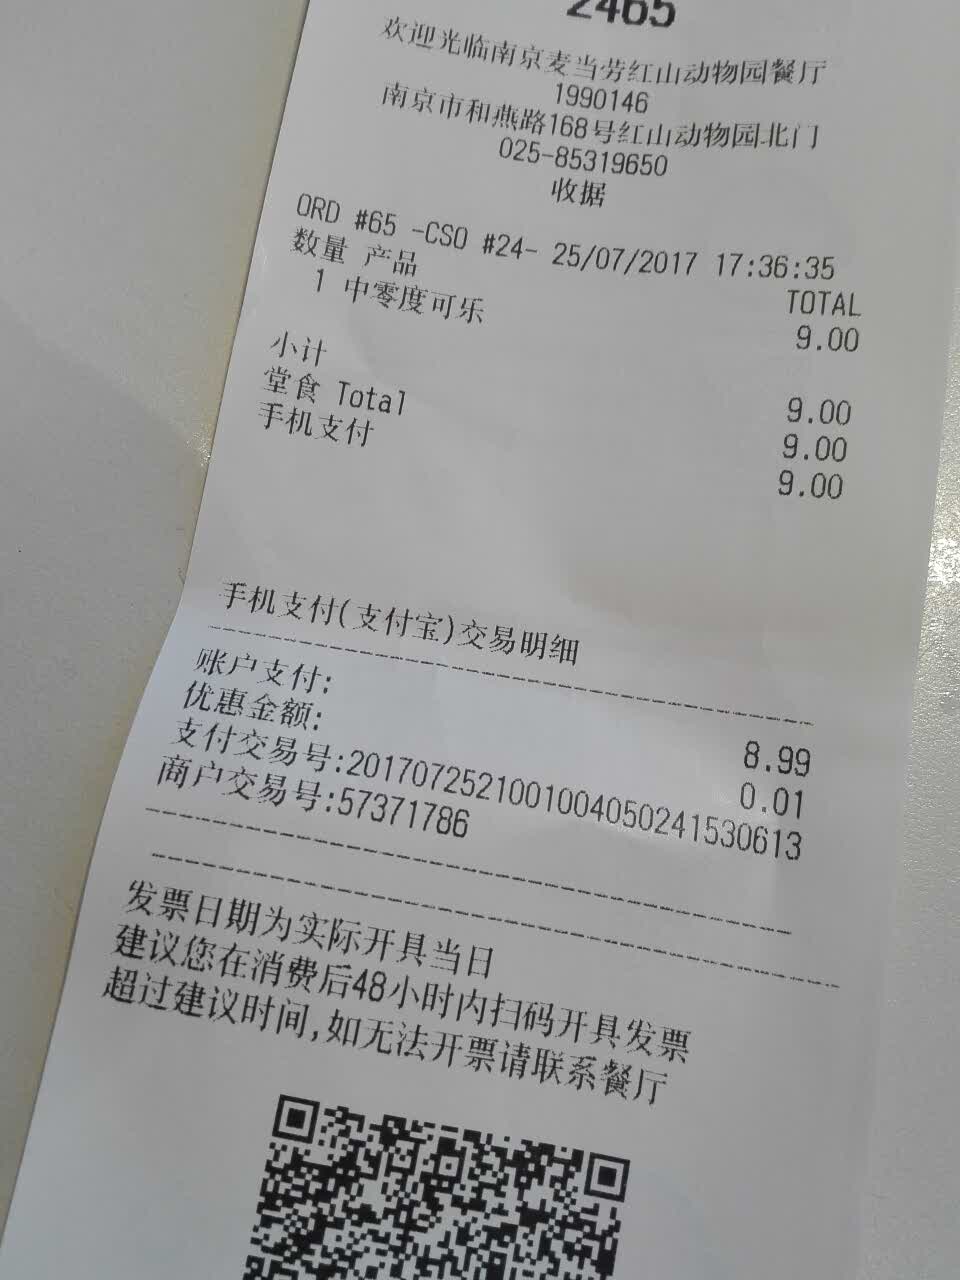 2465
欢迎光临南京麦当劳红山动物园餐厅
1990146
南京市和燕路168号红山动物园北门
025-85319650
收据
ORD #65 -CSO #24- 25/07/2017 17:36:35
数量 产品 TOTAL
1 中零度可乐 9.00
小计 9.00
堂食 Total 9.00
手机支付 9.00
手机支付(支付宝)交易明细
账户支付: 8.99
优惠金额: 0.01
支付交易号:2017072521001004050241530613
商户交易号:57371786
发票日期为实际开具当日
建议您在消费后48小时内扫码开具发票
超过建议时间,如无法开票请联系餐厅